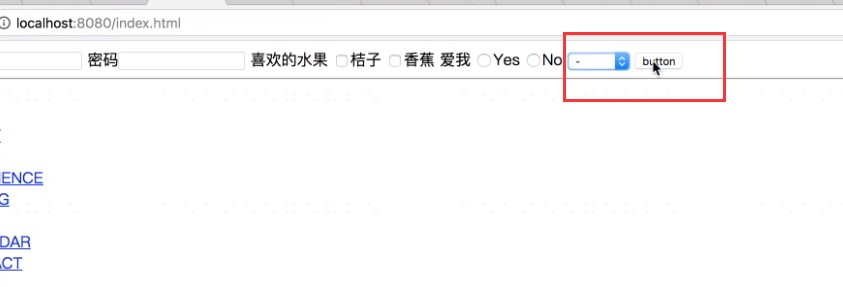 localhost:8080/index.html
密码 喜欢的水果 桔子 香蕉 爱我 Yes No - button
IENCE
G
DAR
ACT